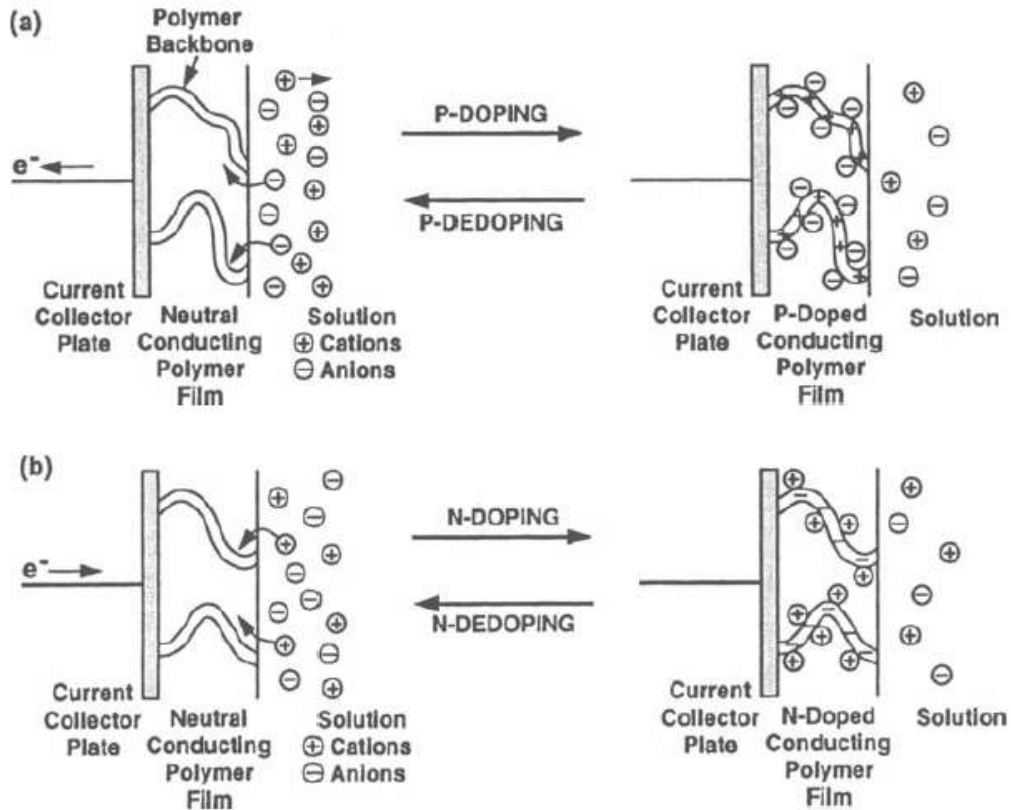 (a)
Polymer
Backbone
e⁻
P-DOPING
P-DEDOPING
Current
Collector
Plate
Neutral
Conducting
Polymer
Film
Solution
⊕ Cations
⊖ Anions
Current
Collector
Plate
P-Doped
Conducting
Polymer
Film
Solution
(b)
e⁻
N-DOPING
N-DEDOPING
Current
Collector
Plate
Neutral
Conducting
Polymer
Film
Solution
⊕ Cations
⊖ Anions
Current
Collector
Plate
N-Doped
Conducting
Polymer
Film
Solution